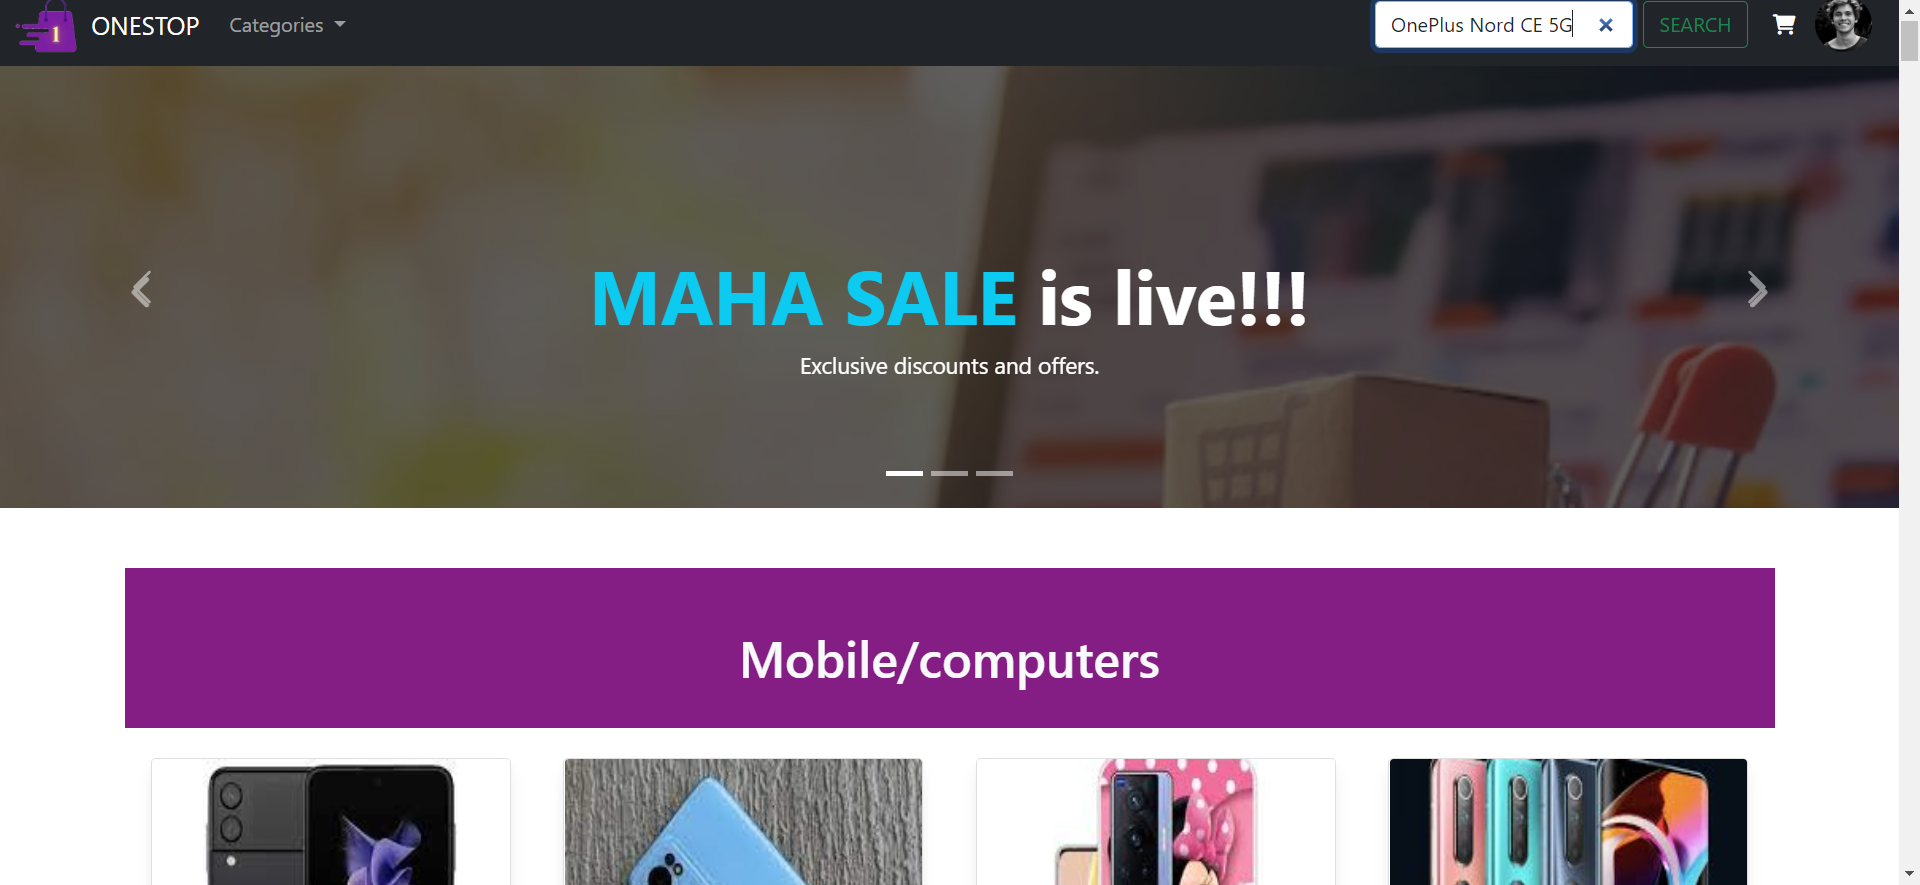 1
ONESTOP
Categories
OnePlus Nord CE 5G
SEARCH
MAHA SALE is live!!!
Exclusive discounts and offers.
Mobile/computers